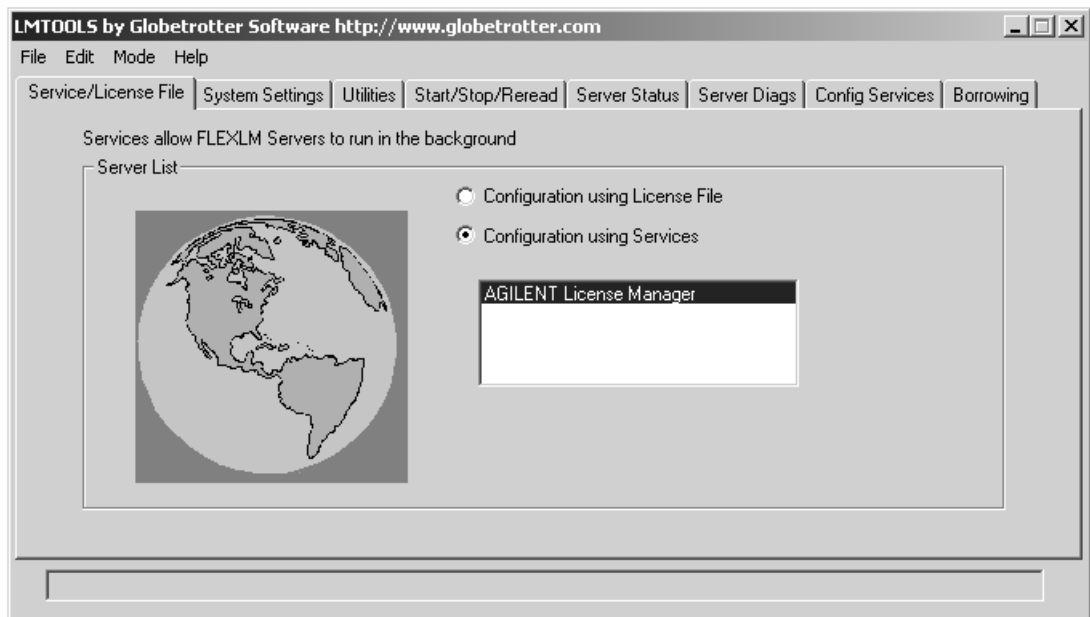 LMTOOLS by Globetrotter Software http://www.globetrotter.com
File Edit Mode Help
Service/License File System Settings Utilities Start/Stop/Reread Server Status Server Diags Config Services Borrowing
Services allow FLEXLM Servers to run in the background
Server List
Configuration using License File
Configuration using Services
AGILENT License Manager